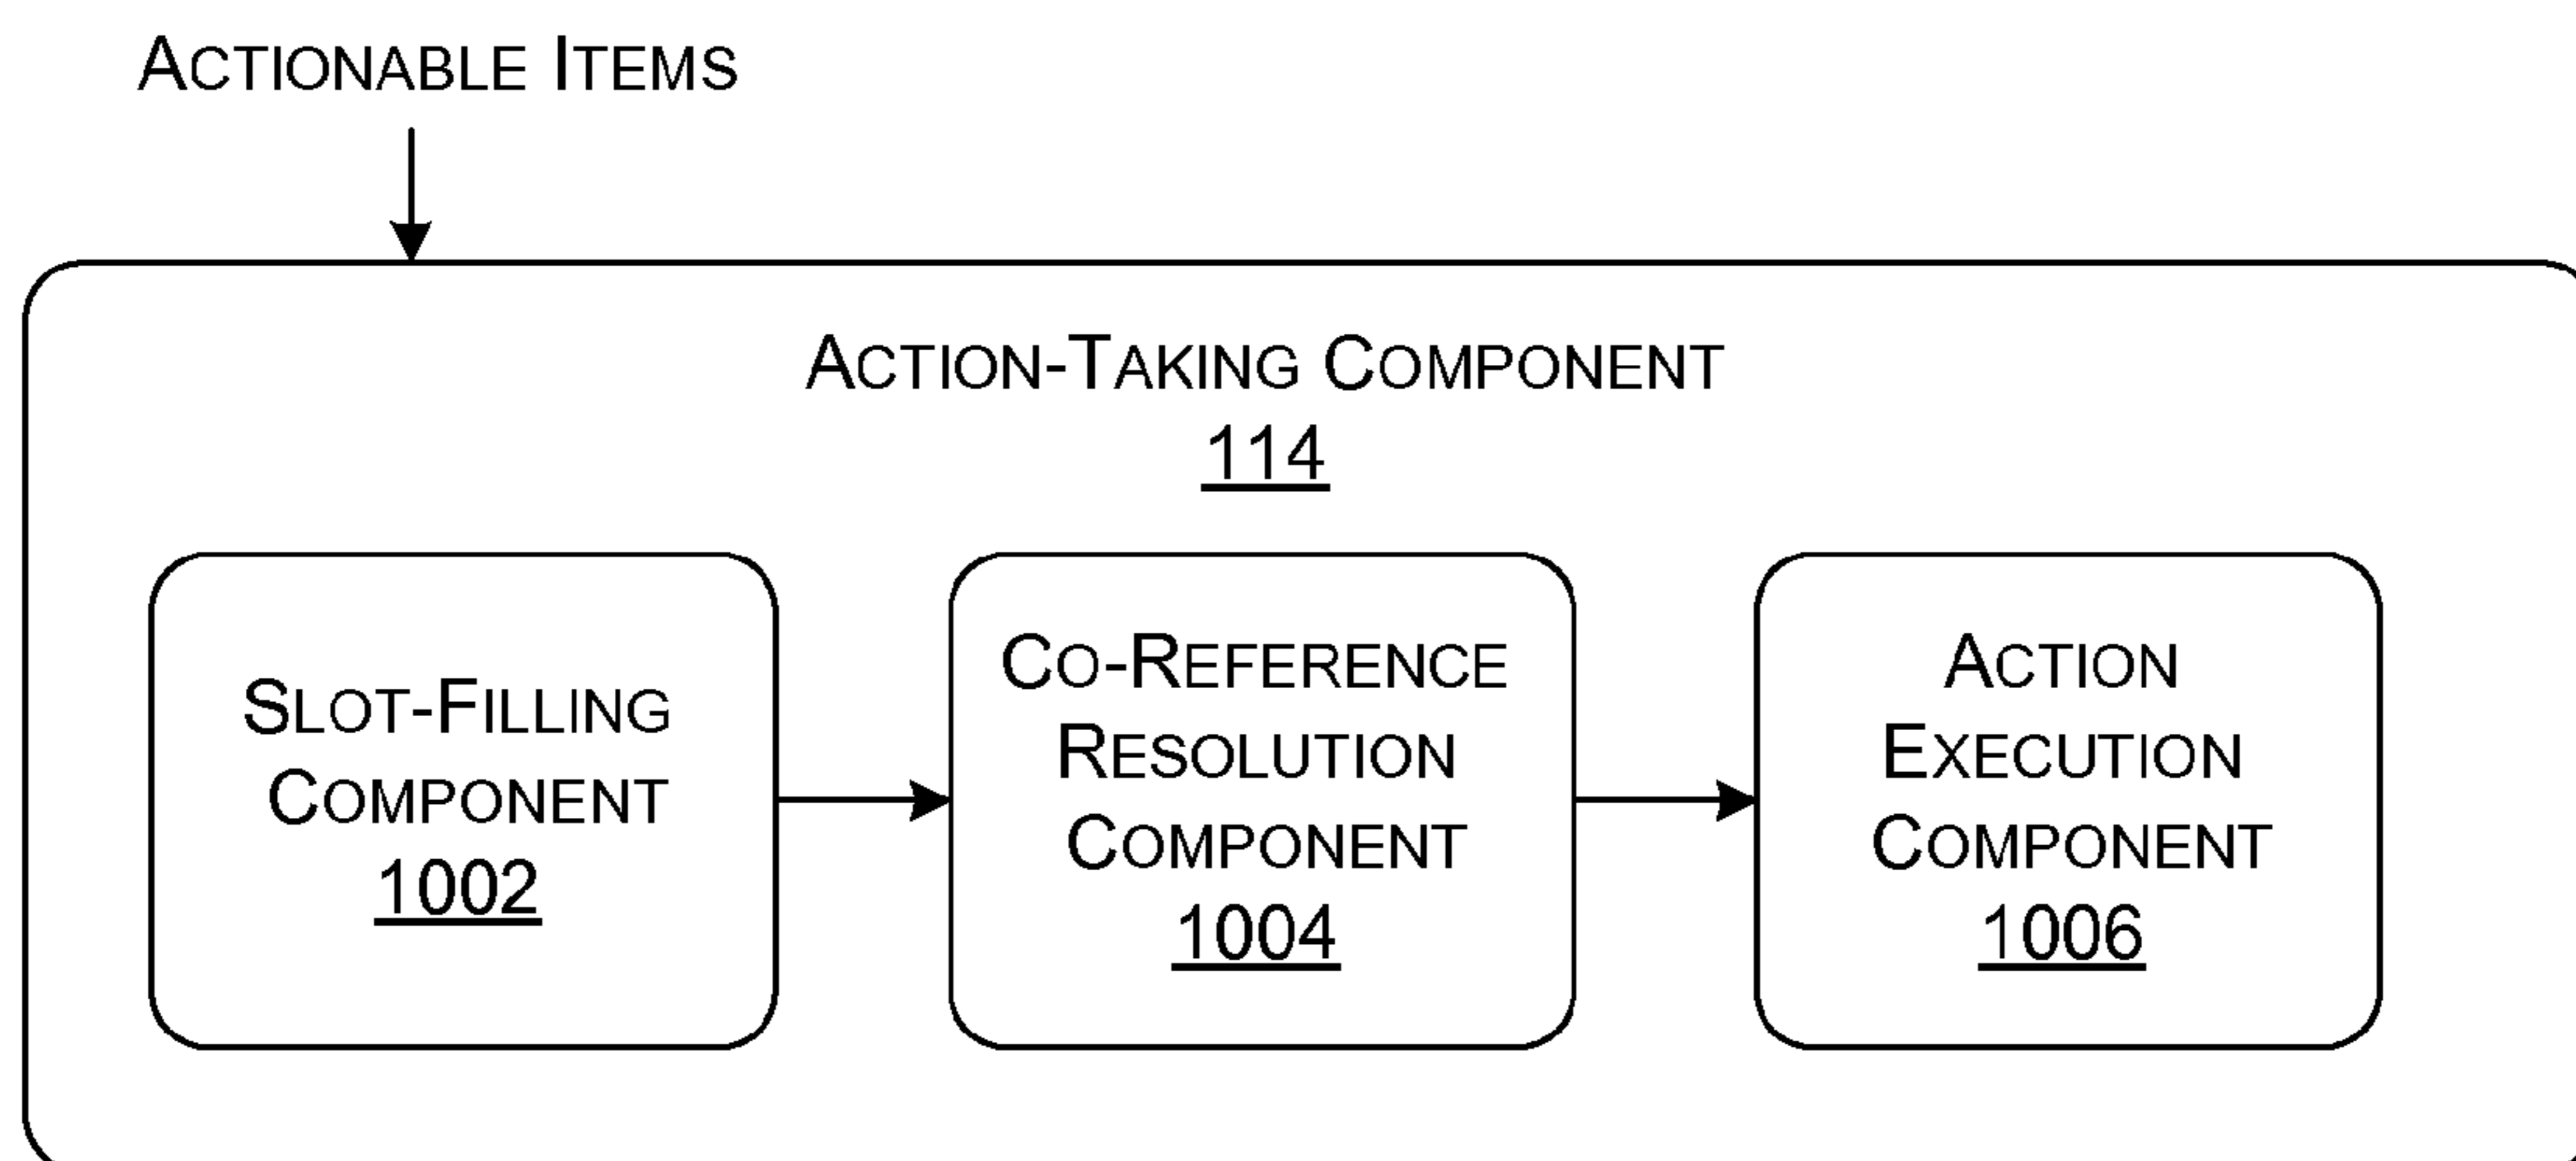 ACTIONABLE ITEMS
ACTION-TAKING COMPONENT
114
SLOT-FILLING
COMPONENT
1002
CO-REFERENCE
RESOLUTION
COMPONENT
1004
ACTION
EXECUTION
COMPONENT
1006